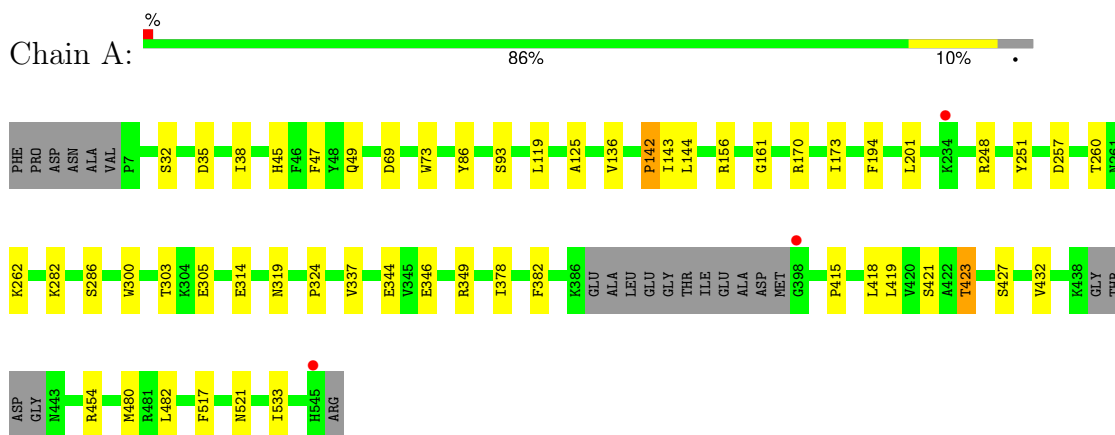 %
Chain A:
86% 10% •
PHE PRO ASP ASN ALA VAL P7 S32 D35 I38 H45 F46 F47 Y48 Q49 D69 W73 Y86 S93 L119 A125 V136 P142 I143 L144 R156 G161 R170 I173 F194 L201 K234 R248 Y251 D257 T260 N261
K262 K282 S286 W300 T303 K304 E305 E314 N319 P324 V337 E344 V345 E346 R349 I378 F382 K386 GLU ALA LEU GLU GLY THR ILE GLU ALA ASP MET G398 P415 L418 L419 V420 S421 A422 T423 S427 V432 K438 GLY THR
ASP GLY N443 R454 M480 R481 L482 F517 N521 I533 H545 ARG